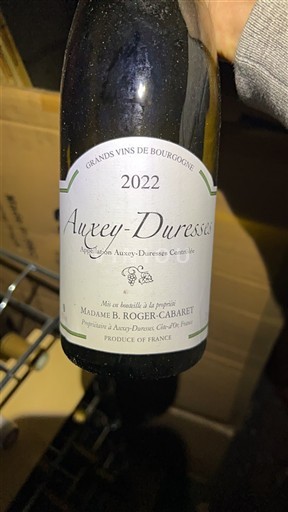 GRANDS VINS DE BOURGOGNE
2022
Auxey-Duresses
Appellation Auxey-Duresses Contrôlée
Mis en bouteille à la propriété
MADAME B. ROGER-CABARET
Propriétaire à Auxey-Duresses, Côte-d'Or, France
PRODUCE OF FRANCE